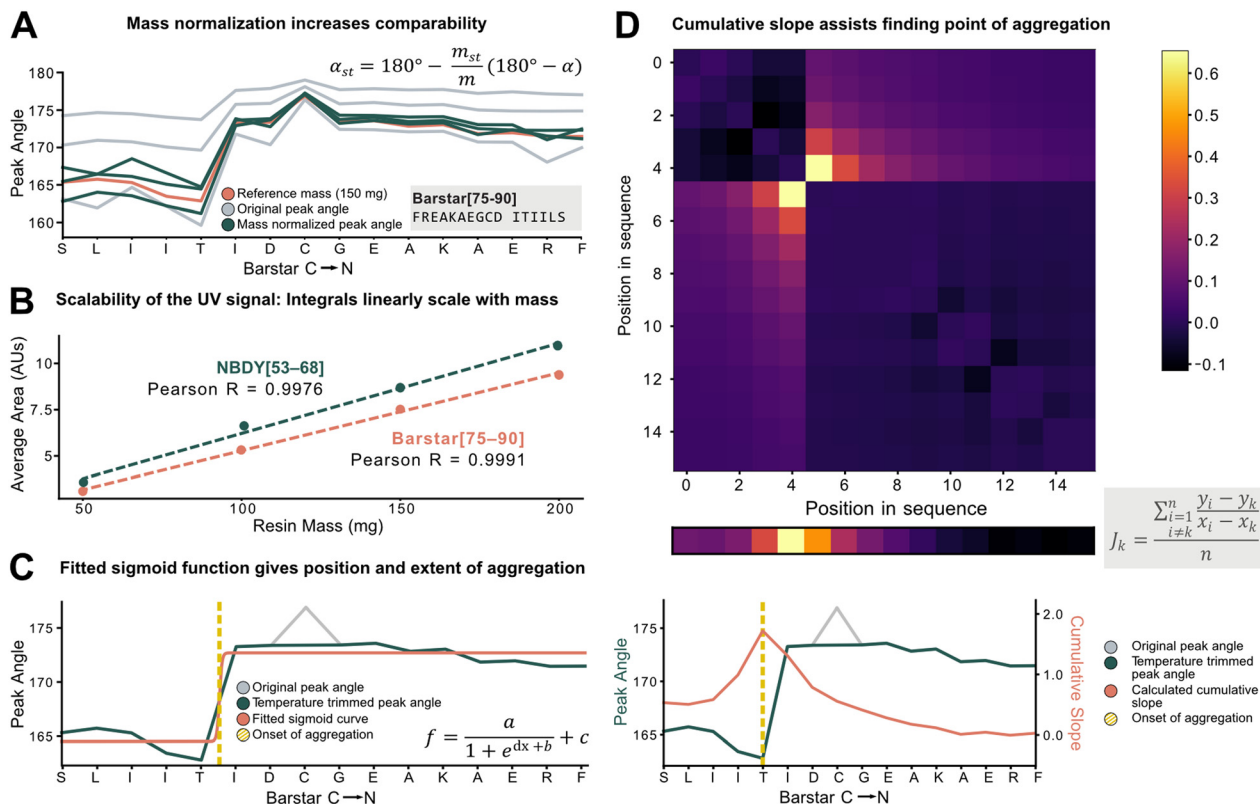 A
Mass normalization increases comparability
α_st = 180° − m_st/m (180° − α)
Peak Angle
180
175
170
165
160
Reference mass (150 mg)
Original peak angle
Mass normalized peak angle
Barstar[75-90]
FREAKAEGCD ITIILS
S L I I T I D C G E A K A E R F
Barstar C→N
B
Scalability of the UV signal: Integrals linearly scale with mass
Average Area (AUs)
10
7.5
5
NBDY[53–68]
Pearson R = 0.9976
Barstar[75–90]
Pearson R = 0.9991
50 100 150 200
Resin Mass (mg)
C
Fitted sigmoid function gives position and extent of aggregation
Peak Angle
175
170
165
Original peak angle
Temperature trimmed peak angle
Fitted sigmoid curve
Onset of aggregation
f = a / (1 + e^(dx+b)) + c
S L I I T I D C G E A K A E R F
Barstar C→N
D
Cumulative slope assists finding point of aggregation
Position in sequence
0
2
4
6
8
10
12
14
0 2 4 6 8 10 12 14
Position in sequence
0.6
0.5
0.4
0.3
0.2
0.1
0.0
−0.1
J_k = (∑_{i=1, i≠k}^{n} (y_i − y_k)/(x_i − x_k)) / n
Peak Angle
175
170
165
2.0
1.0
0.0
Cumulative Slope
Original peak angle
Temperature trimmed
peak angle
Calculated cumulative
slope
Onset of aggregation
S L I I T I D C G E A K A E R F
Barstar C→N